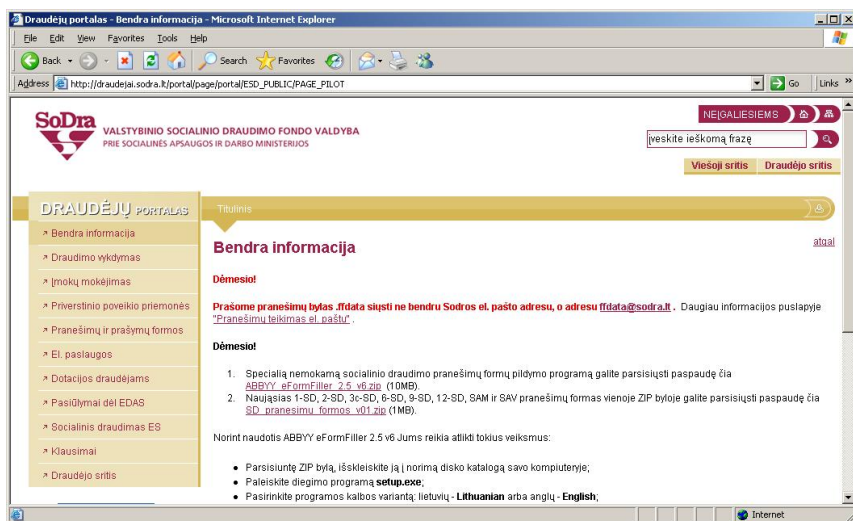 Draudėjų portalas - Bendra informacija - Microsoft Internet Explorer
File Edit View Favorites Tools Help
Back Search Favorites
Address http://draudejai.sodra.lt/portal/page/portal/ESD_PUBLIC/PAGE_PILOT Go Links »
SoDra
VALSTYBINIO SOCIALINIO DRAUDIMO FONDO VALDYBA
PRIE SOCIALINĖS APSAUGOS IR DARBO MINISTERIJOS
NEĮGALIESIEMS
įveskite ieškomą frazę
Viešoji sritis Draudėjo sritis
DRAUDĖJŲ PORTALAS
Titulinis
Bendra informacija
Draudimo vykdymas
Įmokų mokėjimas
Priverstinio poveikio priemonės
Pranešimų ir prašymų formos
El. paslaugos
Dotacijos draudėjams
Pasiūlymai dėl EDAS
Socialinis draudimas ES
Klausimai
Draudėjo sritis
Bendra informacija
atgal
Dėmesio!
Prašome pranešimų bylas .ffdata siųsti ne bendru Sodros el. pašto adresu, o adresu ffdata@sodra.lt . Daugiau informacijos puslapyje
"Pranešimų teikimas el. paštu" .
Dėmesio!
1. Specialią nemokamą socialinio draudimo pranešimų formų pildymo programą galite parsisiųsti paspaudę čia
ABBYY_eFormFiller_2.5_v6.zip (10MB).
2. Naująsias 1-SD, 2-SD, 3c-SD, 6-SD, 9-SD, 12-SD, SAM ir SAV pranešimų formas vienoje ZIP byloje galite parsisiųsti paspaudę čia
SD_pranesimu_formos_v01.zip (1MB).
Norint naudotis ABBYY eFormFiller 2.5 v6 Jums reikia atlikti tokius veiksmus:
• Parsisiuntę ZIP bylą, išskleiskite ją į norimą disko katalogą savo kompiuteryje;
• Paleiskite diegimo programą setup.exe;
• Pasirinkite programos kalbos variantą: lietuvių - Lithuanian arba anglų - English;
Internet